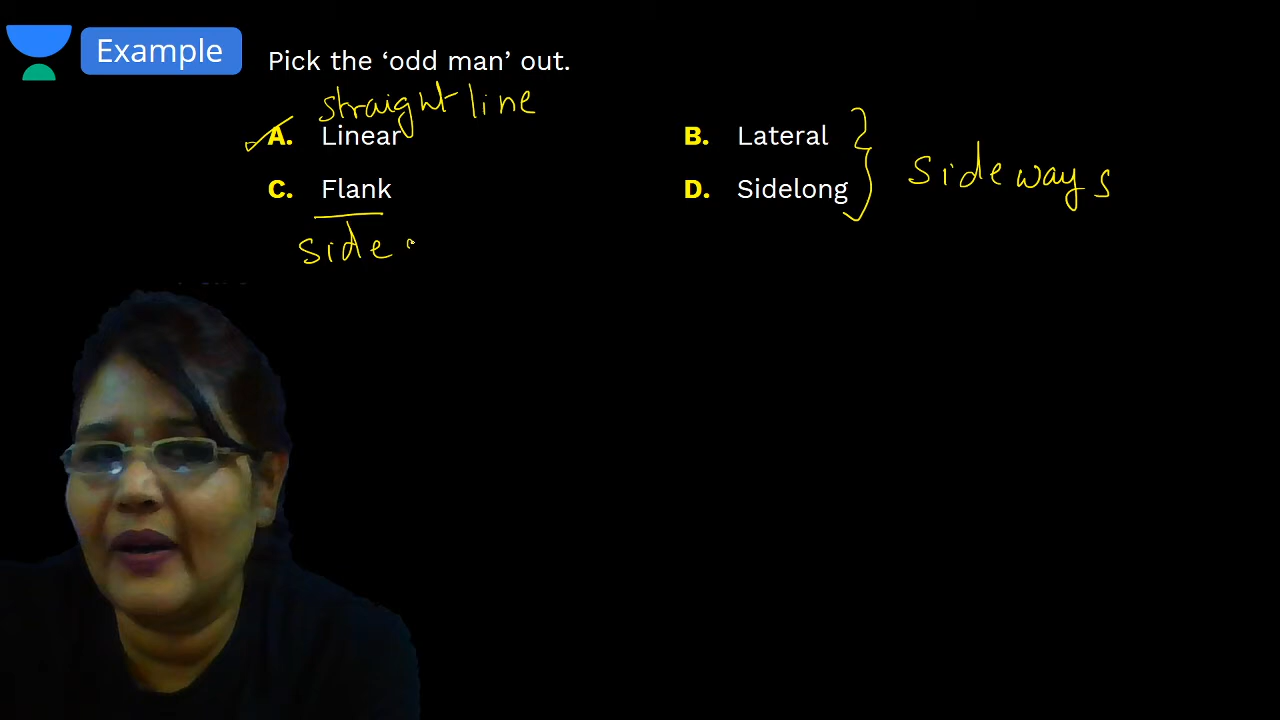 Example
Pick the ‘odd man’ out.
straight line
A. Linear
B. Lateral
C. Flank
D. Sidelong
sideways
side